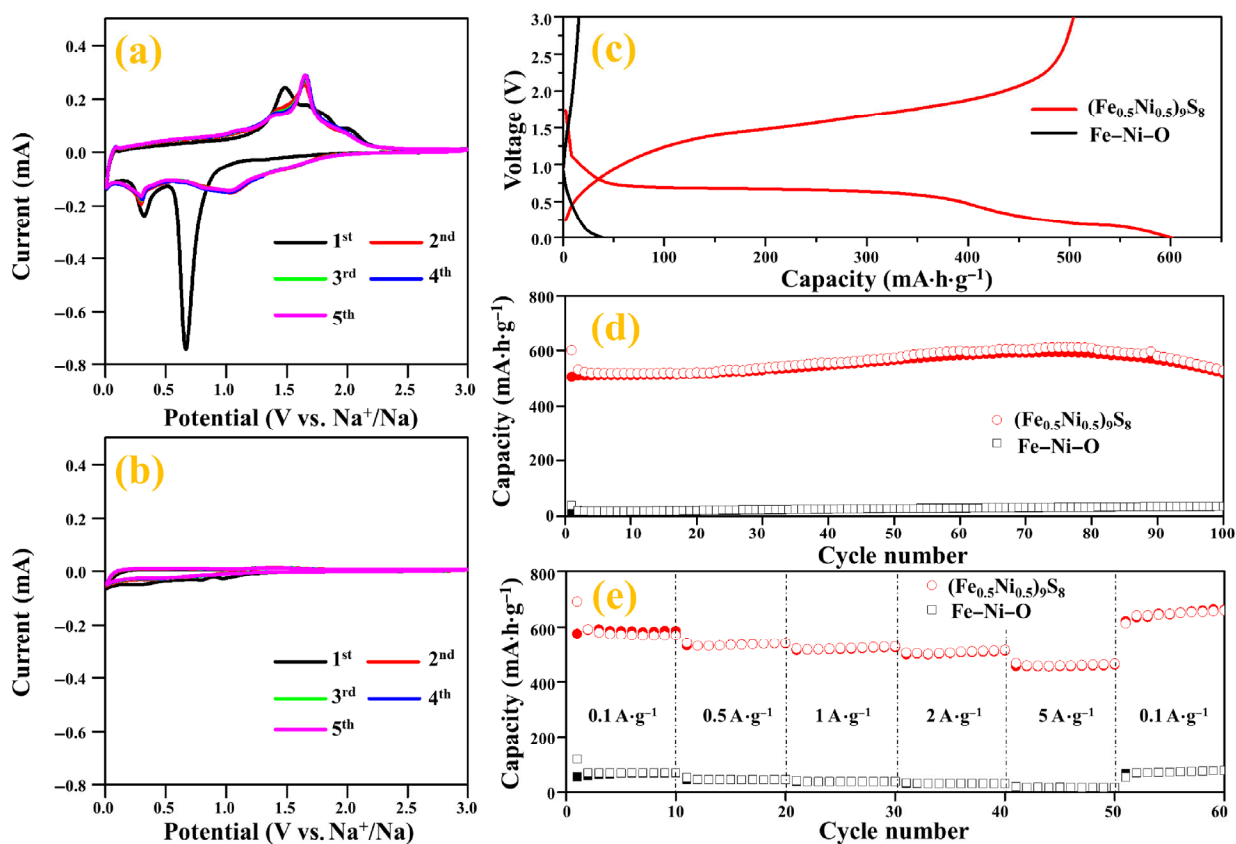 (a)
0.4
0.2
0.0
−0.2
−0.4
−0.6
−0.8
Current (mA)
1st 2nd
3rd 4th
5th
0.0 0.5 1.0 1.5 2.0 2.5 3.0
Potential (V vs. Na⁺/Na)
(b)
0.4
0.2
0.0
−0.2
−0.4
−0.6
−0.8
Current (mA)
1st 2nd
3rd 4th
5th
0.0 0.5 1.0 1.5 2.0 2.5 3.0
Potential (V vs. Na⁺/Na)
(c)
3.0
2.5
2.0
1.5
1.0
0.5
0.0
Voltage (V)
(Fe0.5Ni0.5)9S8
Fe–Ni–O
0 100 200 300 400 500 600
Capacity (mA·h·g⁻¹)
(d)
800
600
400
200
0
Capacity (mA·h·g⁻¹)
(Fe0.5Ni0.5)9S8
Fe–Ni–O
0 10 20 30 40 50 60 70 80 90 100
Cycle number
(e)
800
600
400
200
0
Capacity (mA·h·g⁻¹)
(Fe0.5Ni0.5)9S8
Fe–Ni–O
0.1 A·g⁻¹ 0.5 A·g⁻¹ 1 A·g⁻¹ 2 A·g⁻¹ 5 A·g⁻¹ 0.1 A·g⁻¹
0 10 20 30 40 50 60
Cycle number